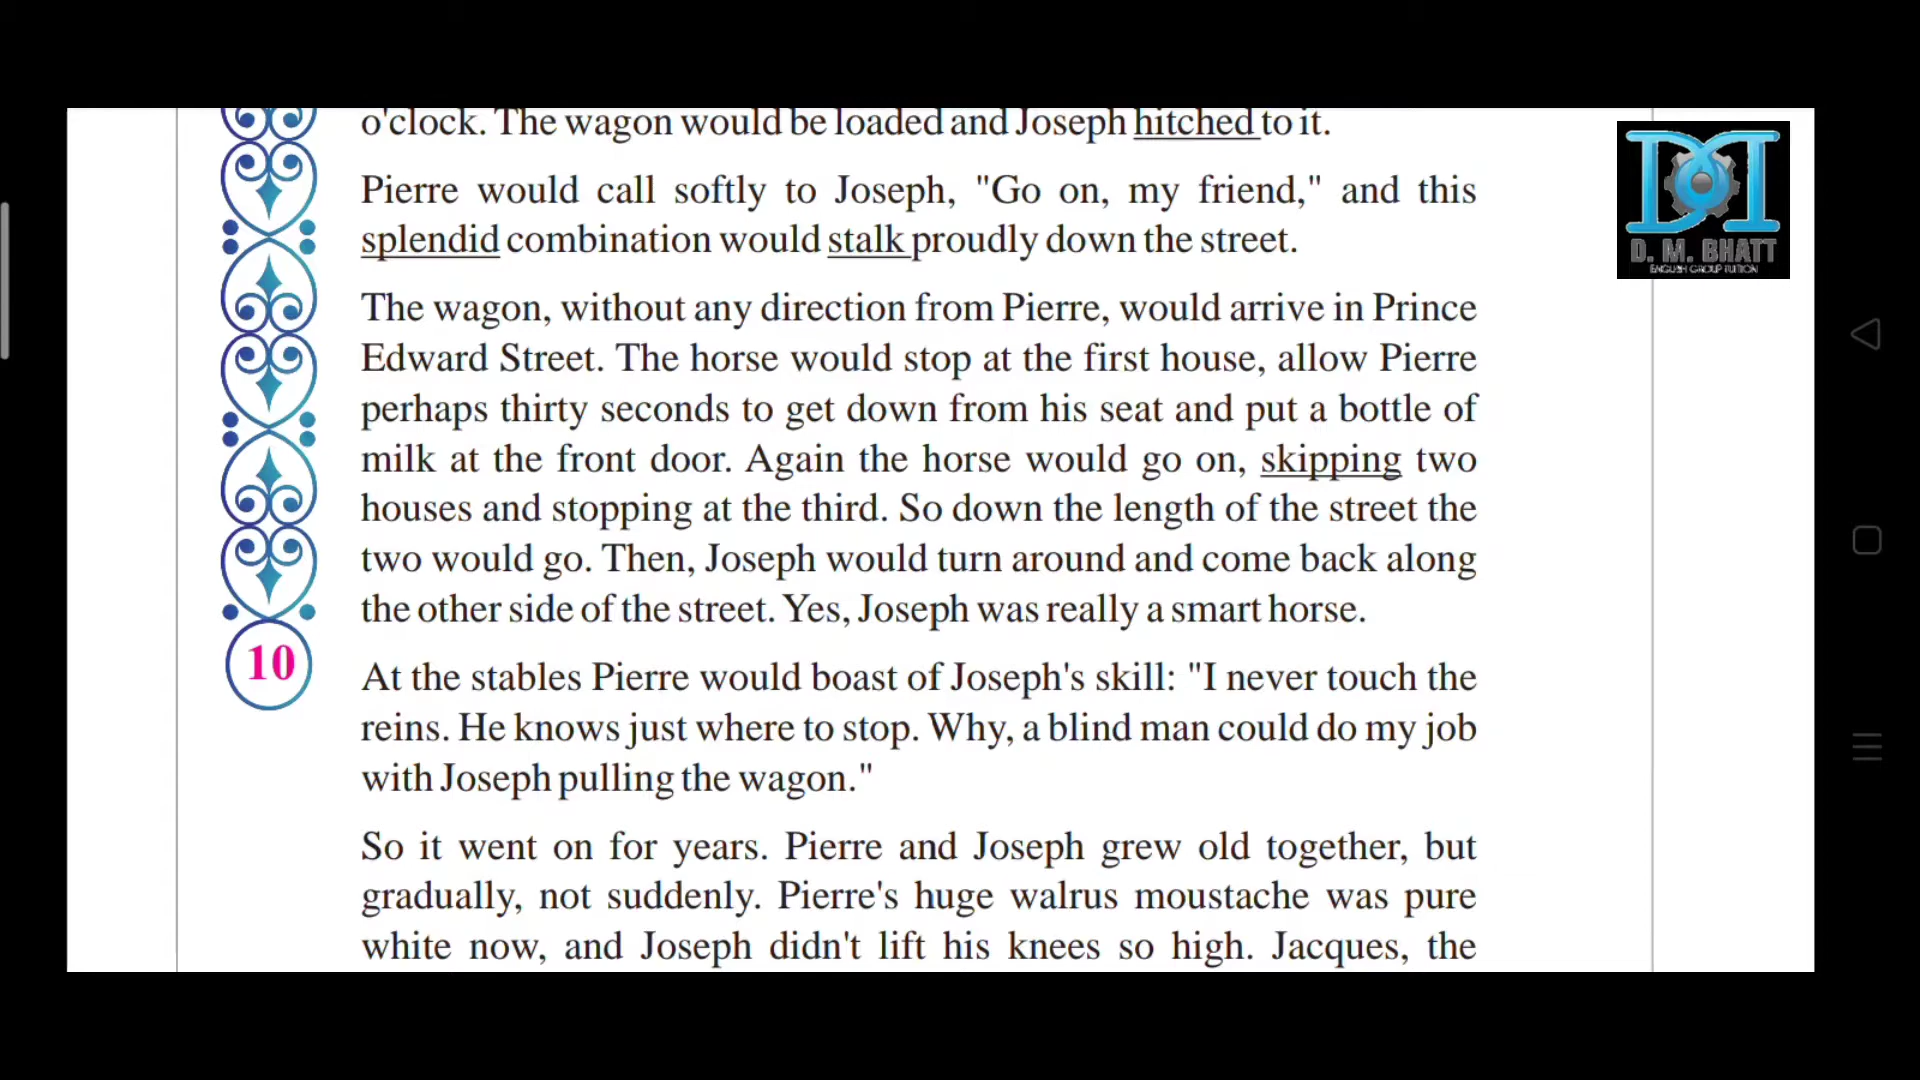 o'clock. The wagon would be loaded and Joseph hitched to it.
Pierre would call softly to Joseph, "Go on, my friend," and this
splendid combination would stalk proudly down the street.
The wagon, without any direction from Pierre, would arrive in Prince
Edward Street. The horse would stop at the first house, allow Pierre
perhaps thirty seconds to get down from his seat and put a bottle of
milk at the front door. Again the horse would go on, skipping two
houses and stopping at the third. So down the length of the street the
two would go. Then, Joseph would turn around and come back along
the other side of the street. Yes, Joseph was really a smart horse.
10
At the stables Pierre would boast of Joseph's skill: "I never touch the
reins. He knows just where to stop. Why, a blind man could do my job
with Joseph pulling the wagon."
So it went on for years. Pierre and Joseph grew old together, but
gradually, not suddenly. Pierre's huge walrus moustache was pure
white now, and Joseph didn't lift his knees so high. Jacques, the
D. M. BHATT
ENGLISH GROUP TUITION